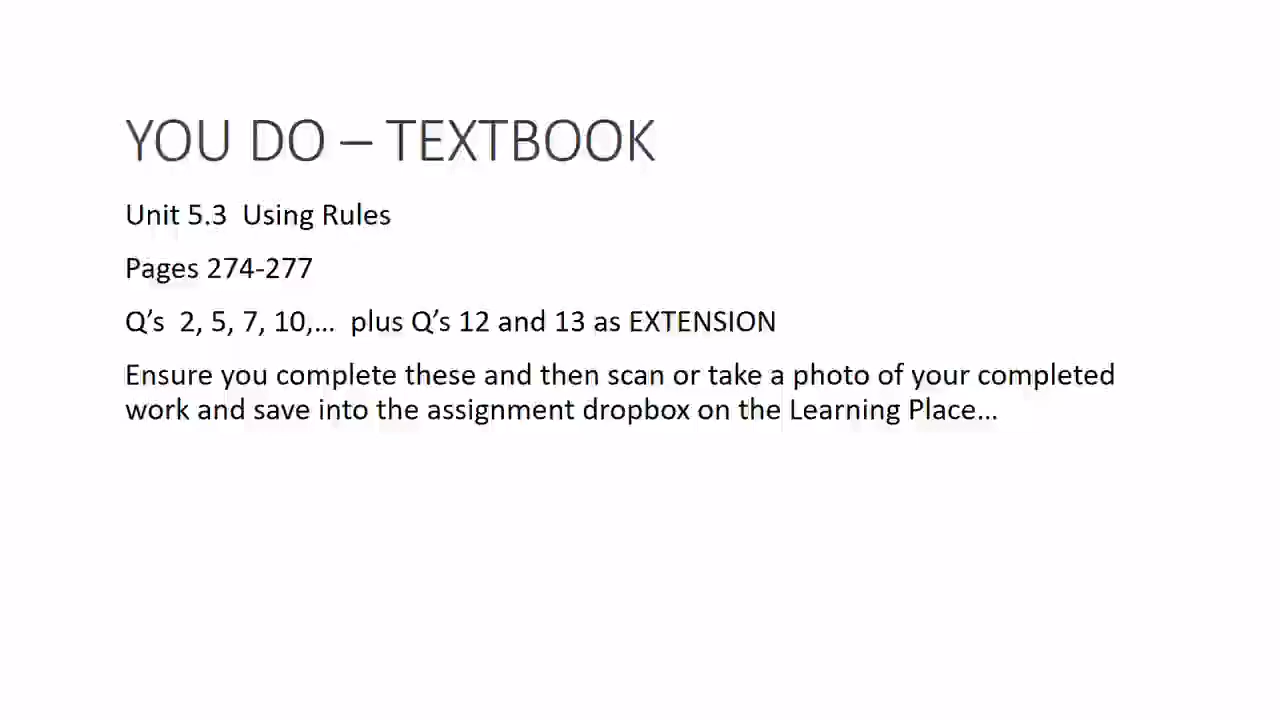 YOU DO – TEXTBOOK
Unit 5.3  Using Rules
Pages 274-277
Q’s  2, 5, 7, 10,…  plus Q’s 12 and 13 as EXTENSION
Ensure you complete these and then scan or take a photo of your completed
work and save into the assignment dropbox on the Learning Place…